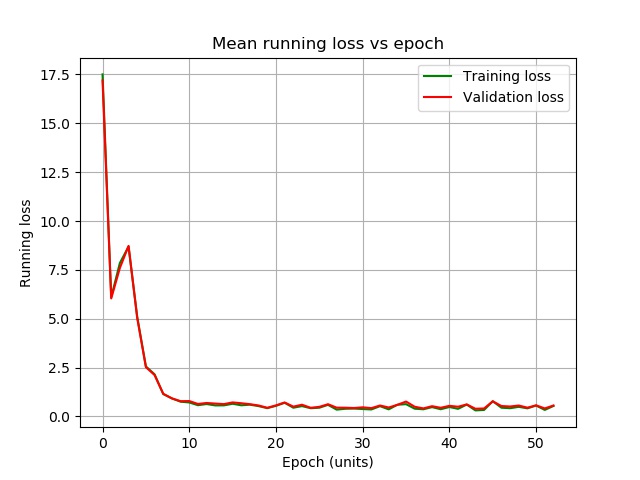 Mean running loss vs epoch
Training loss
Validation loss
17.5
15.0
12.5
10.0
7.5
5.0
2.5
0.0
Running loss
0 10 20 30 40 50
Epoch (units)